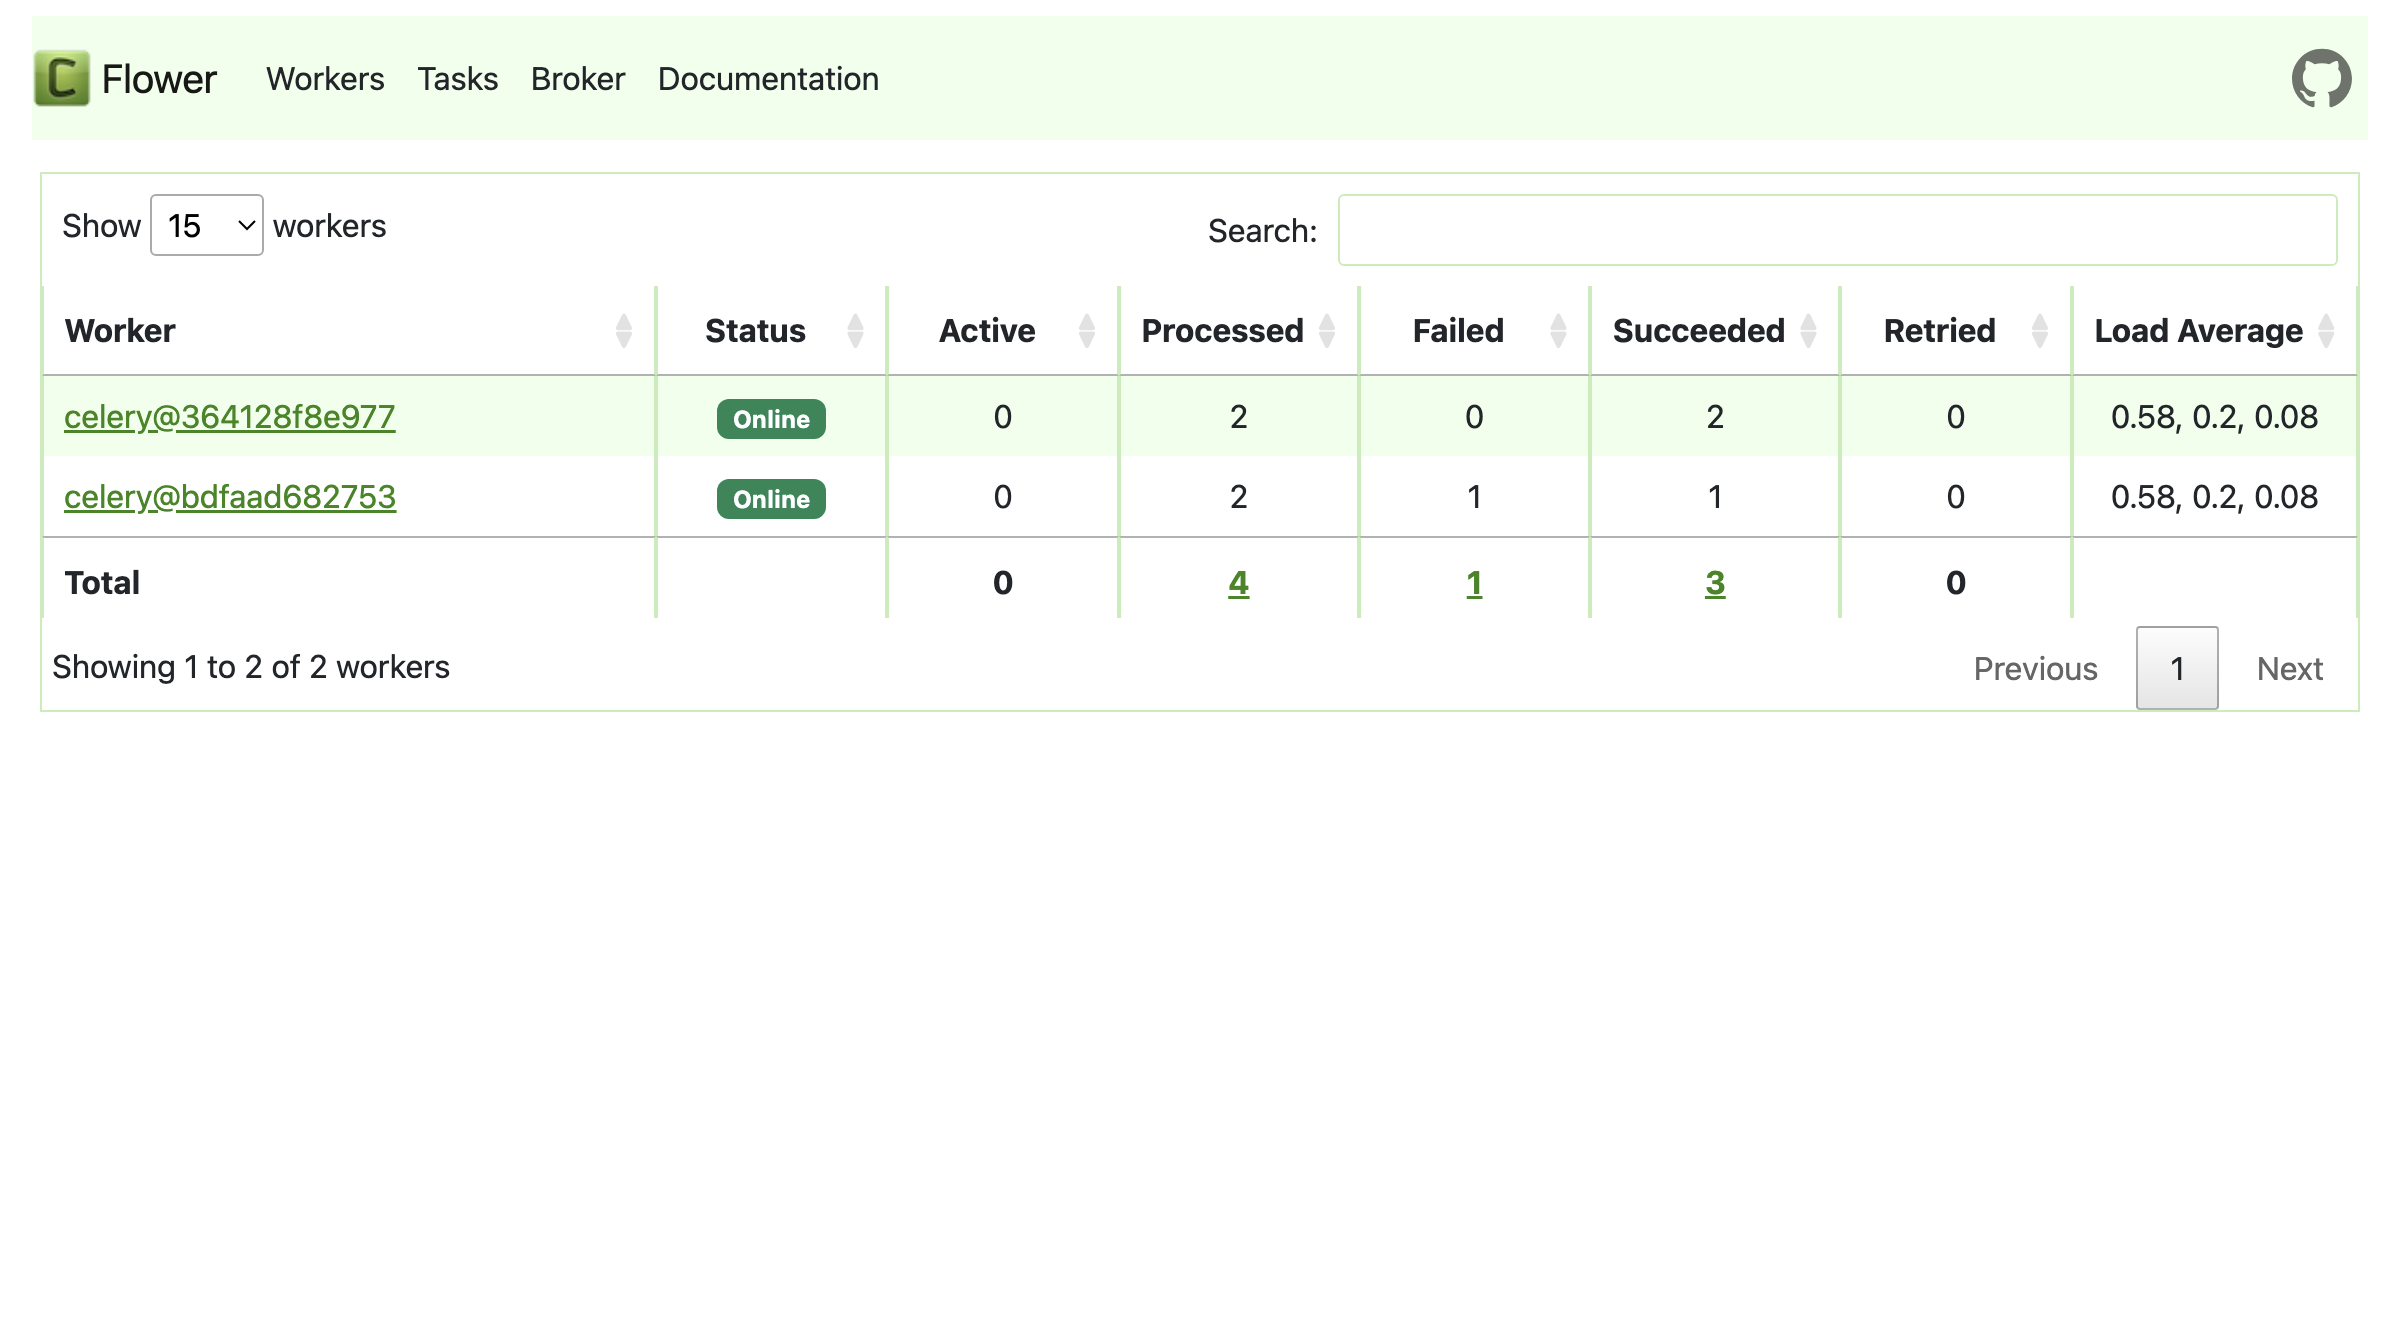 Flower Workers Tasks Broker Documentation
Show 15 workers Search:
Worker Status Active Processed Failed Succeeded Retried Load Average
celery@364128f8e977 Online 0 2 0 2 0 0.58, 0.2, 0.08
celery@bdfaad682753 Online 0 2 1 1 0 0.58, 0.2, 0.08
Total 0 4 1 3 0
Showing 1 to 2 of 2 workers Previous 1 Next